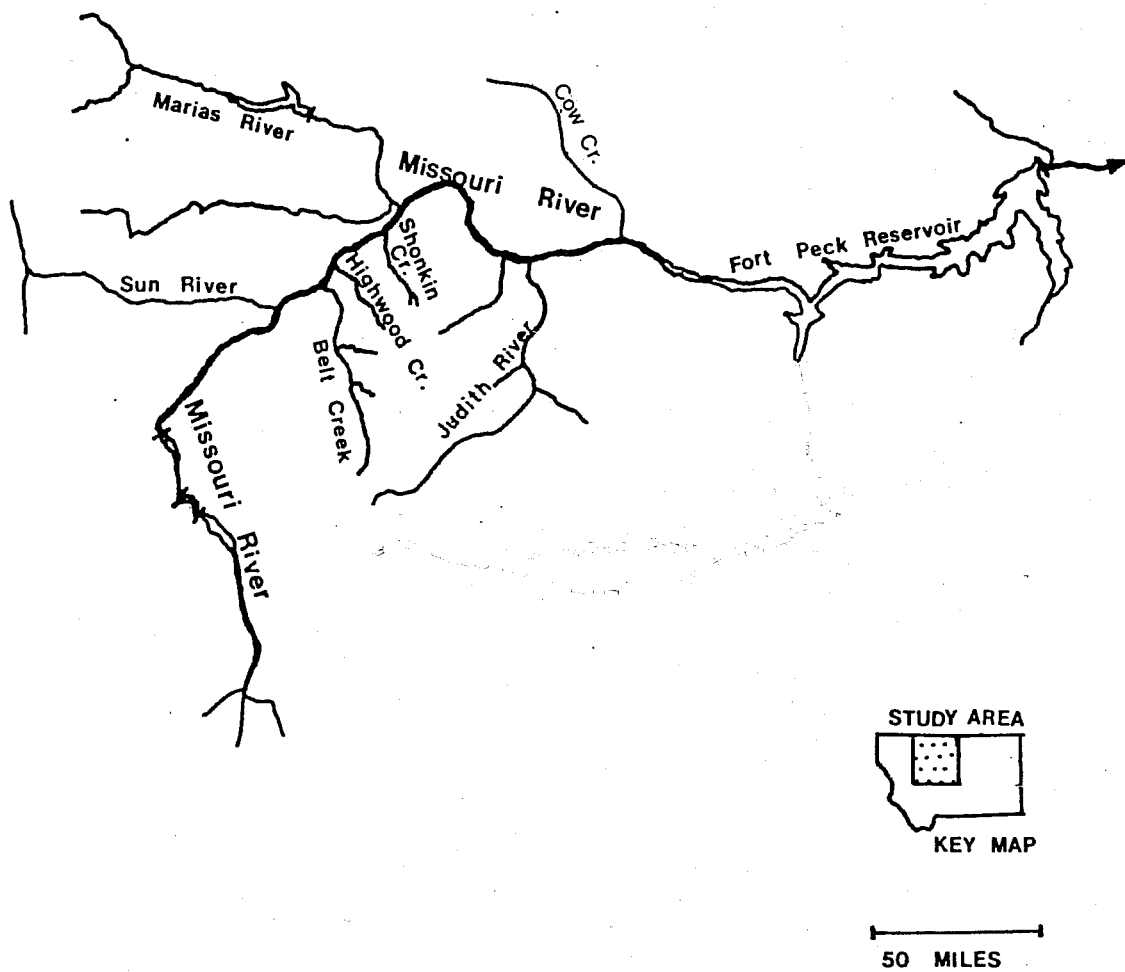 Marias River
Cow Cr.
Missouri River
Fort Peck Reservoir
Shonkin
Cr.
Sun River
Highwood Cr.
Belt Creek
Judith River
Missouri River
STUDY AREA
KEY MAP
50 MILES